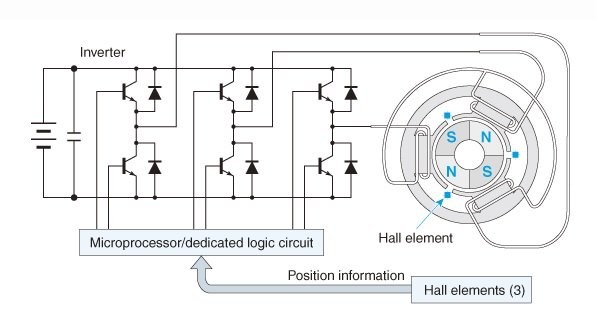 Inverter
S
N
N
S
Hall element
Microprocessor/dedicated logic circuit
Position information
Hall elements (3)